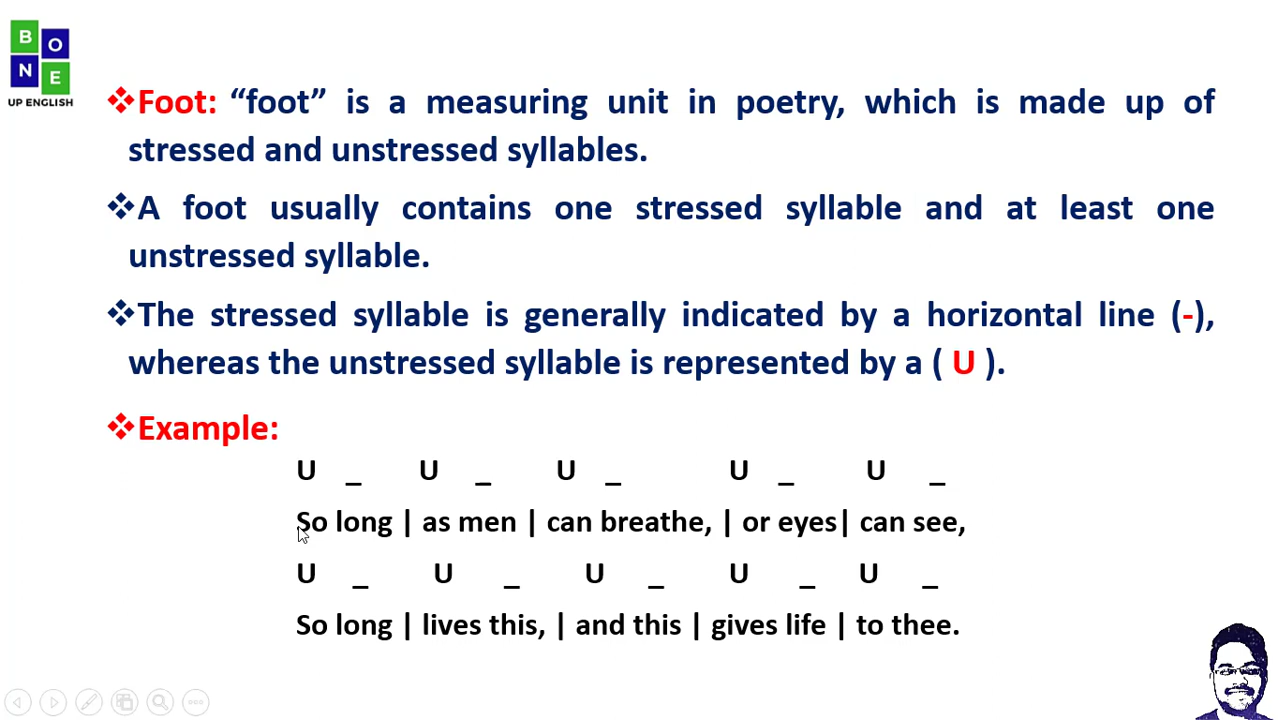 B
O
N
E
UP ENGLISH
❖Foot: “foot” is a measuring unit in poetry, which is made up of
stressed and unstressed syllables.
❖A foot usually contains one stressed syllable and at least one
unstressed syllable.
❖The stressed syllable is generally indicated by a horizontal line (-),
whereas the unstressed syllable is represented by a ( U ).
❖Example:
U _ U _ U _ U _ U _
So long | as men | can breathe, | or eyes| can see,
U _ U _ U _ U _ U _
So long | lives this, | and this | gives life | to thee.